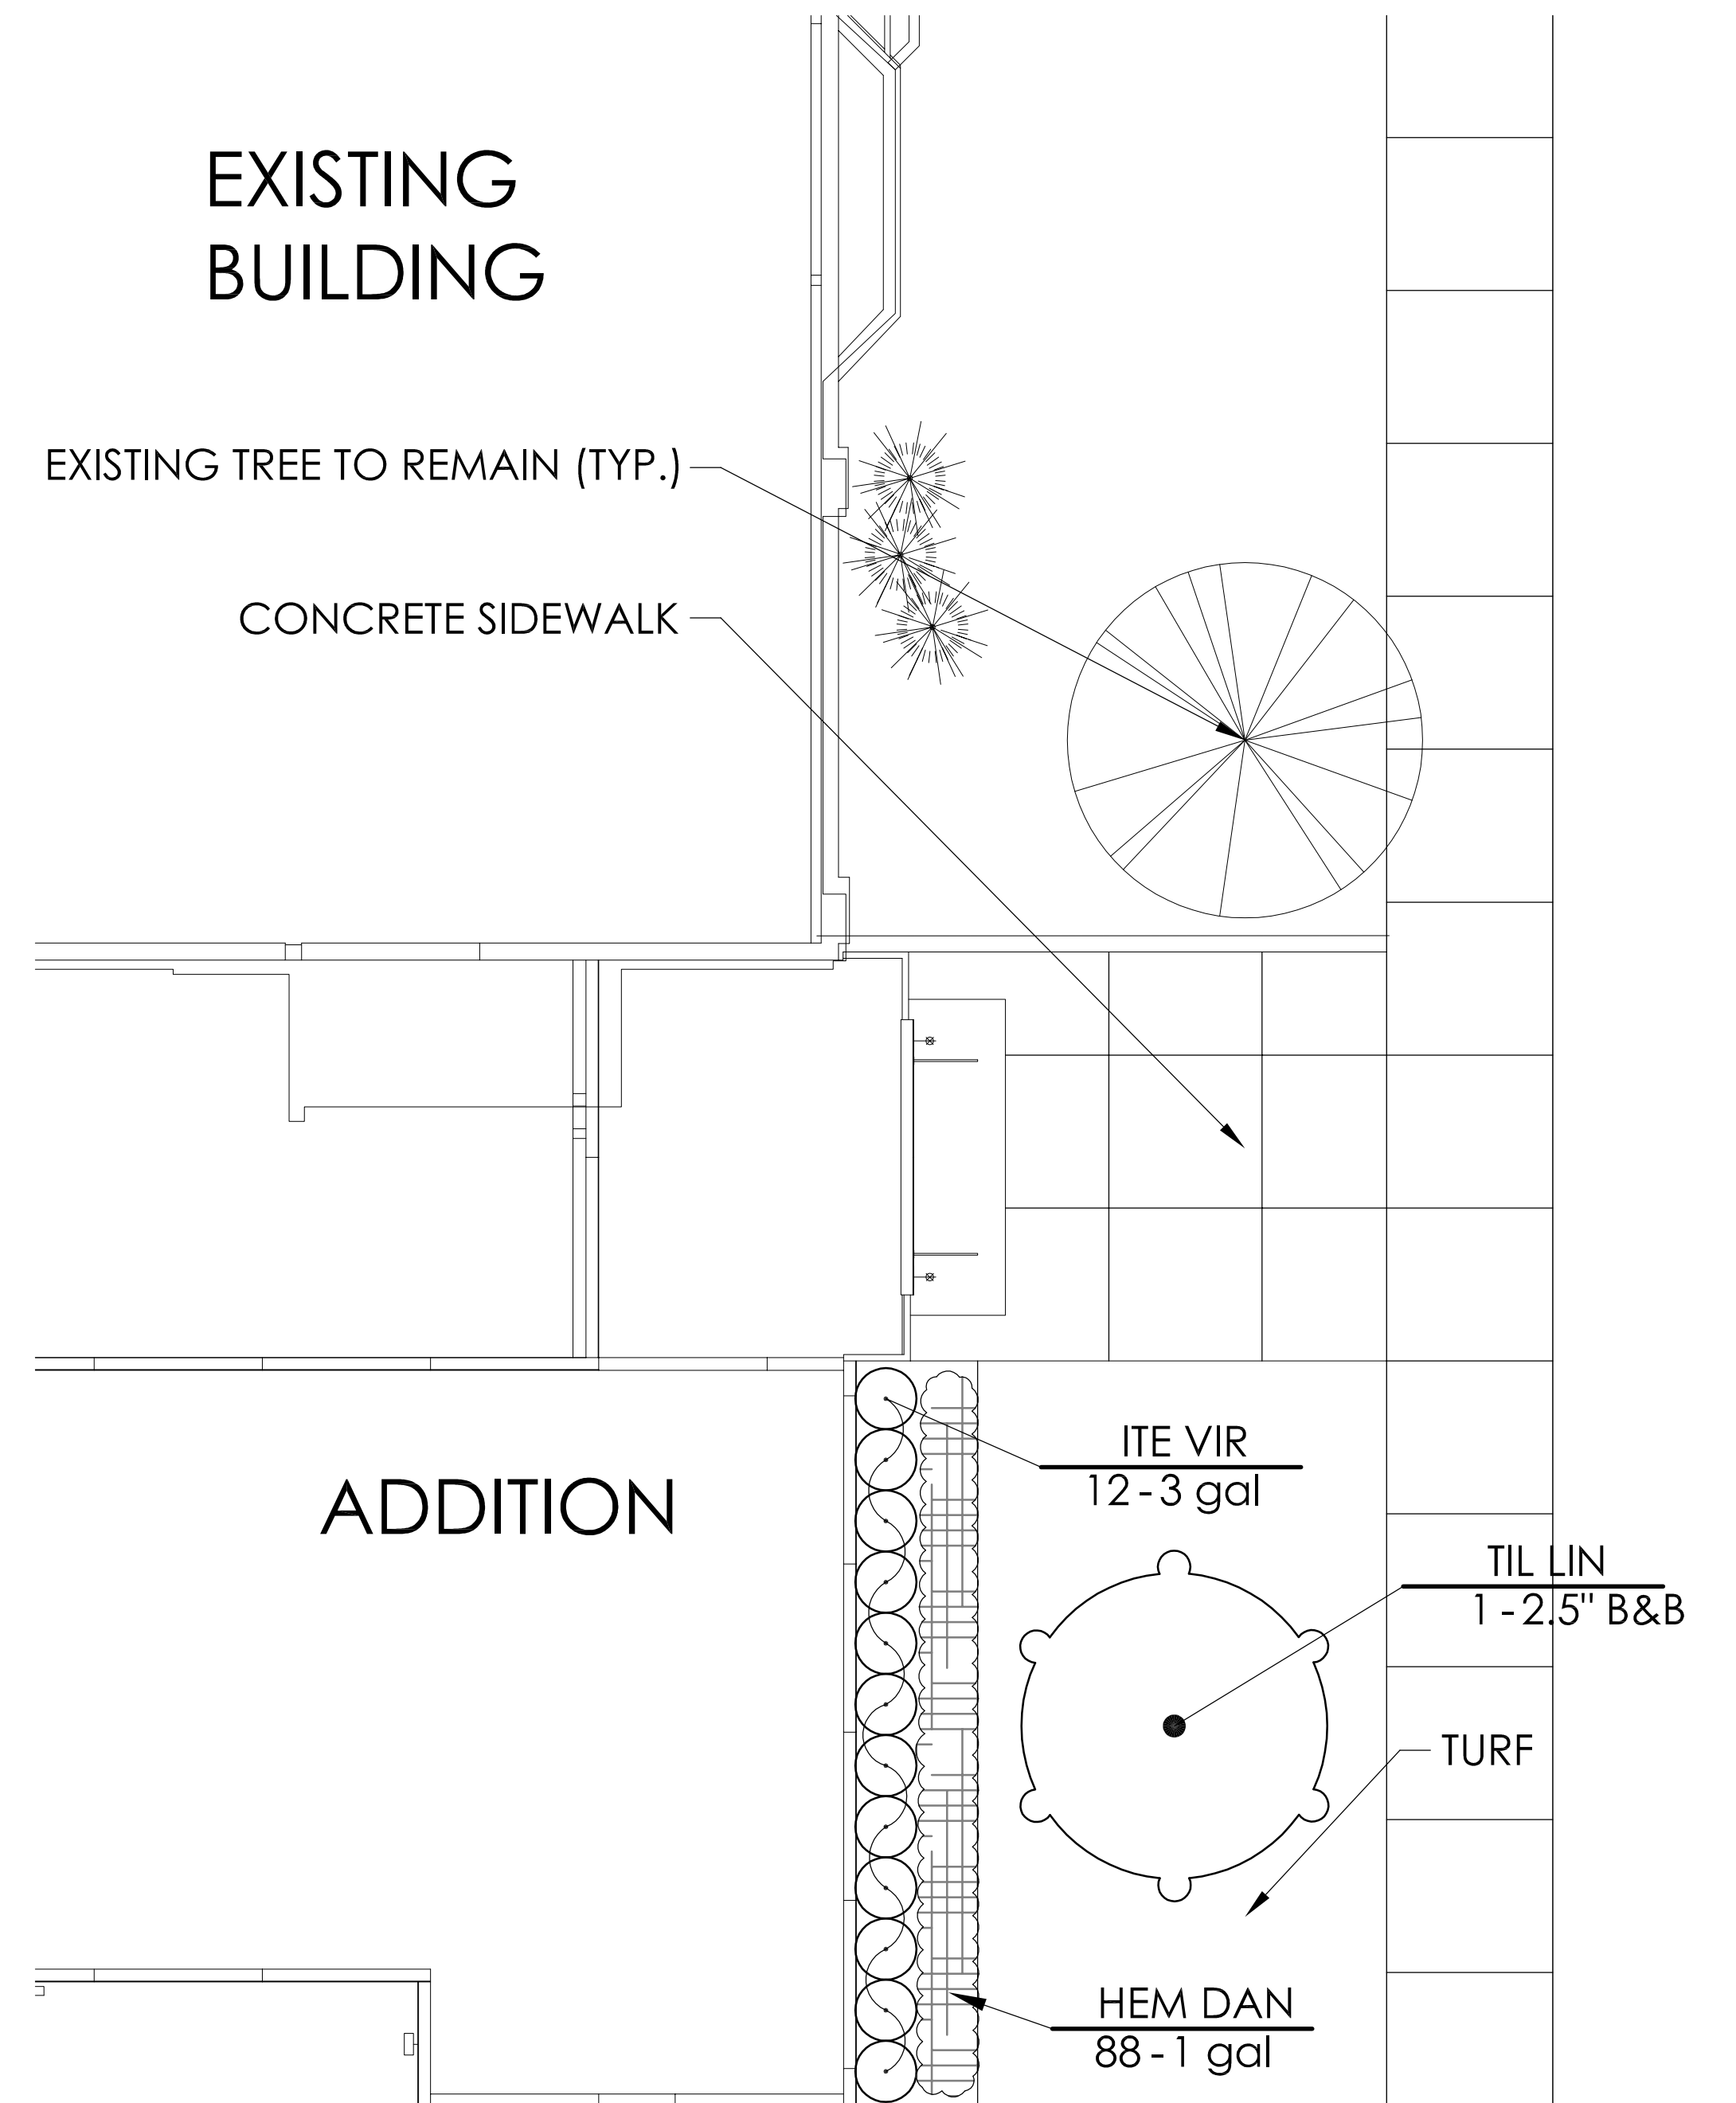 EXISTING
BUILDING
EXISTING TREE TO REMAIN (TYP.)
CONCRETE SIDEWALK
ADDITION
ITE VIR
12-3 gal
TIL LIN
1-2.5" B&B
TURF
HEM DAN
88-1 gal